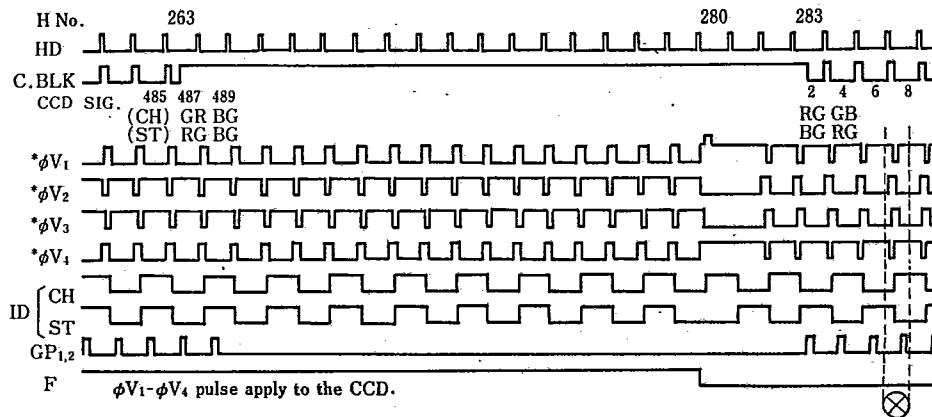 H No. 263 280 283
HD
C.BLK
CCD SIG. 485 487 489 2 4 6 8
(CH) GR BG RG GB
(ST) RG BG BG RG
*φV1
*φV2
*φV3
*φV4
ID CH
ST
GP1,2
F φV1-φV4 pulse apply to the CCD.